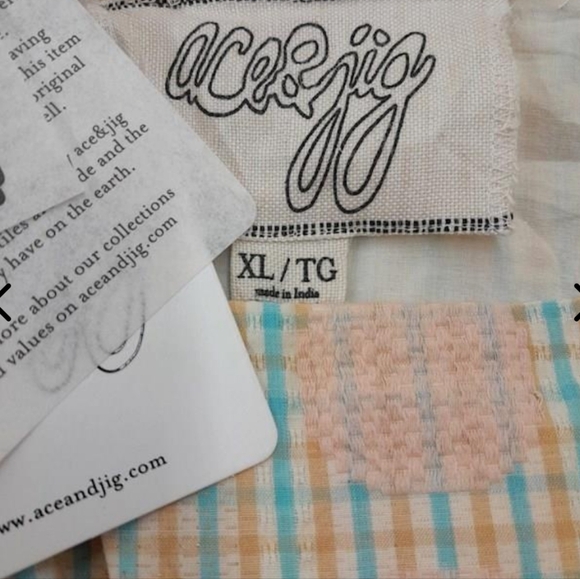 aving
his item
original
ell.
ace&jig
de and the
have on the earth.
ore about our collections
values on aceandjig.com
www.aceandjig.com
ace&jig
XL / TG
made in India